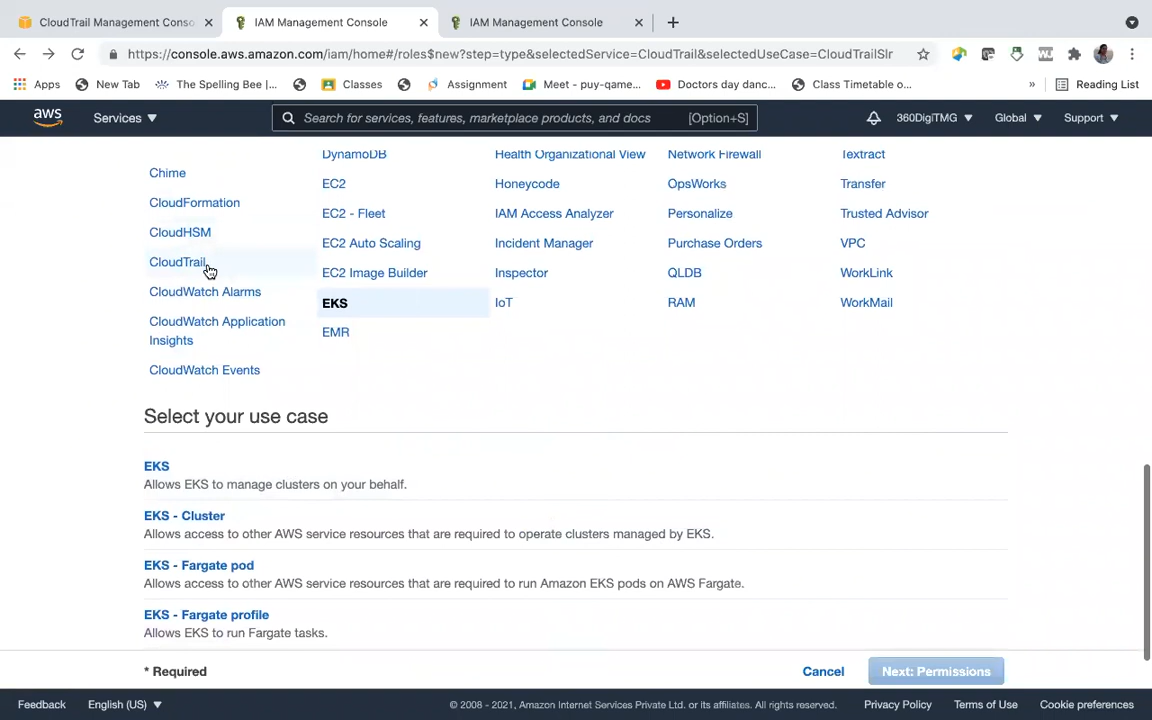 CloudTrail Management Conso
IAM Management Console
IAM Management Console
https://console.aws.amazon.com/iam/home#/roles$new?step=type&selectedService=CloudTrail&selectedUseCase=CloudTrailSlr
Apps
New Tab
The Spelling Bee |...
Classes
Assignment
Meet - puy-game...
Doctors day danc...
Class Timetable o...
»
Reading List
aws
Services
Search for services, features, marketplace products, and docs
[Option+S]
360DigiTMG
Global
Support
Chime
CloudFormation
CloudHSM
CloudTrail
CloudWatch Alarms
CloudWatch Application
Insights
CloudWatch Events
DynamoDB
EC2
EC2 - Fleet
EC2 Auto Scaling
EC2 Image Builder
EKS
EMR
Health Organizational View
Honeycode
IAM Access Analyzer
Incident Manager
Inspector
IoT
Network Firewall
OpsWorks
Personalize
Purchase Orders
QLDB
RAM
Textract
Transfer
Trusted Advisor
VPC
WorkLink
WorkMail
Select your use case
EKS
Allows EKS to manage clusters on your behalf.
EKS - Cluster
Allows access to other AWS service resources that are required to operate clusters managed by EKS.
EKS - Fargate pod
Allows access to other AWS service resources that are required to run Amazon EKS pods on AWS Fargate.
EKS - Fargate profile
Allows EKS to run Fargate tasks.
* Required
Cancel
Next: Permissions
Feedback
English (US)
© 2008 - 2021, Amazon Internet Services Private Ltd. or its affiliates. All rights reserved.
Privacy Policy
Terms of Use
Cookie preferences